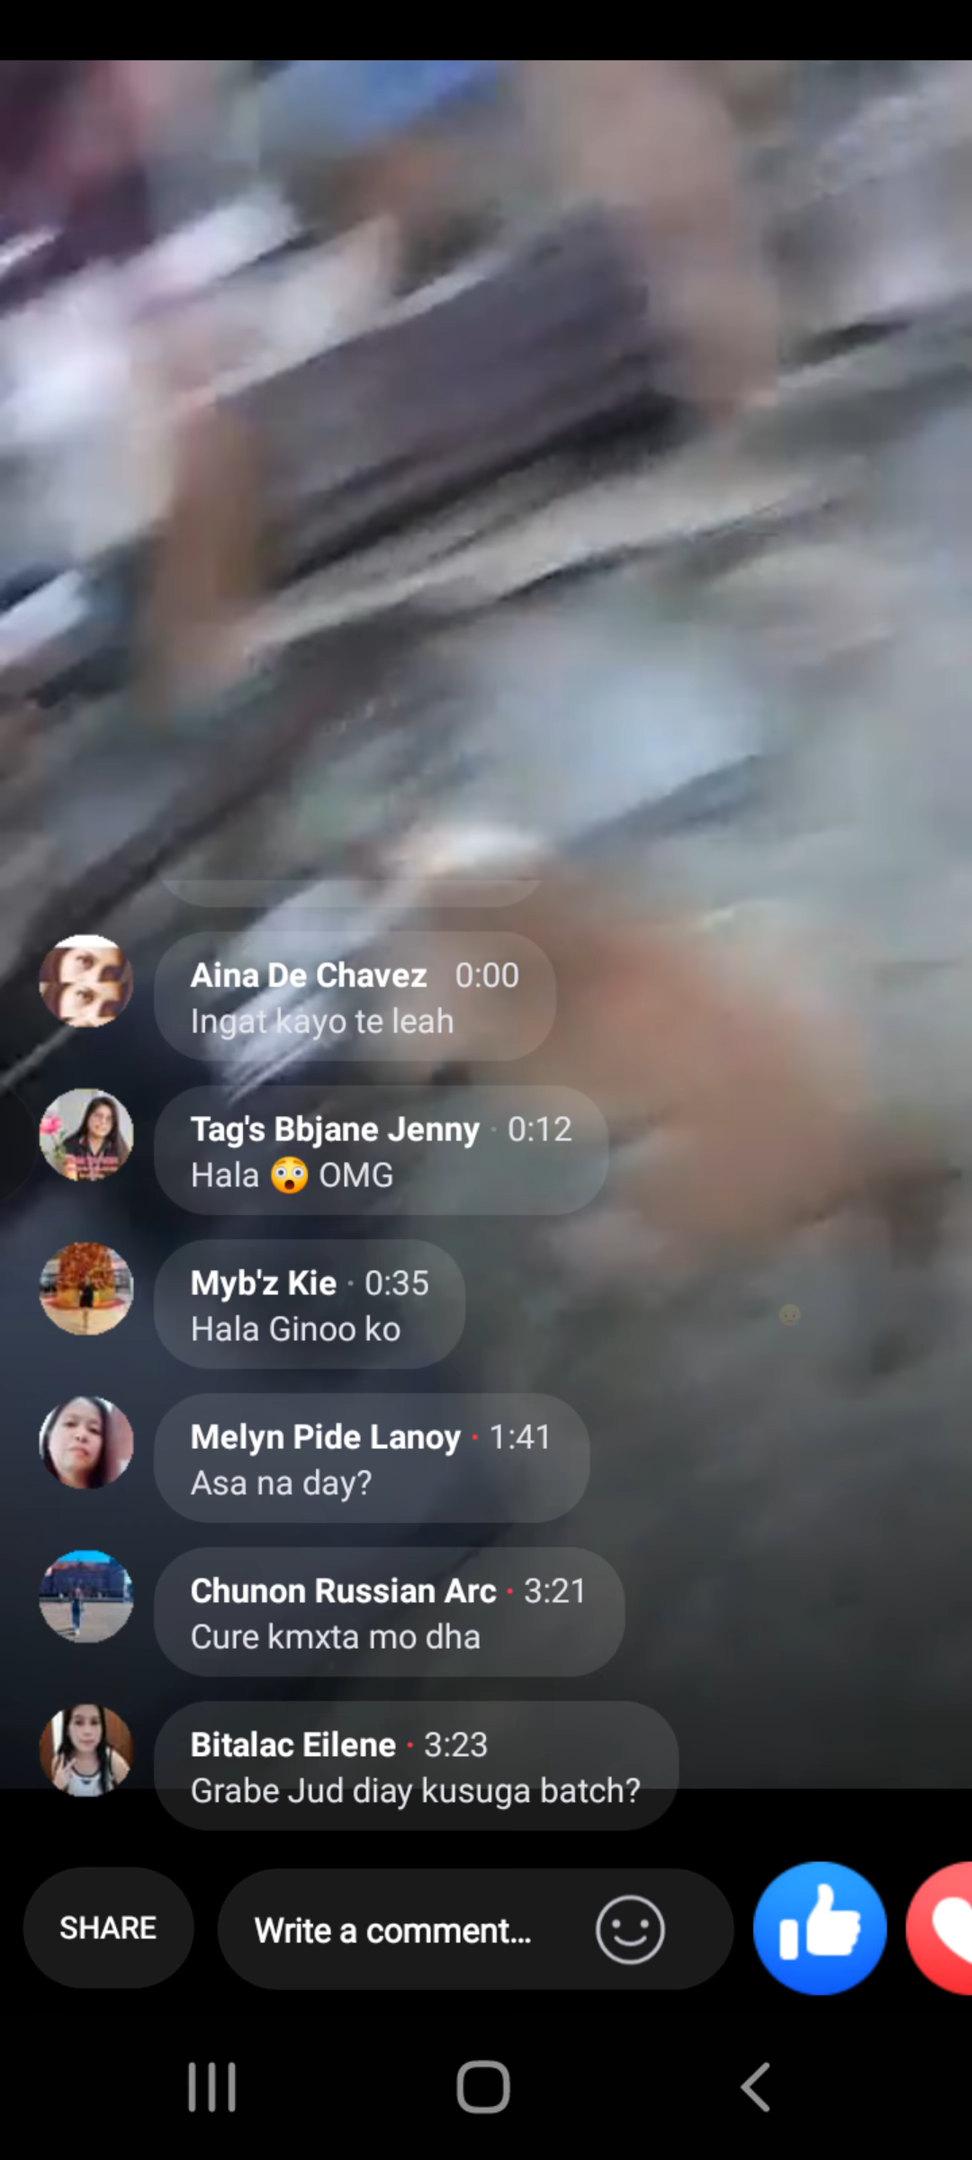 Aina De Chavez 0:00
Ingat kayo te leah
Tag's Bbjane Jenny · 0:12
Hala 😳 OMG
Myb'z Kie · 0:35
Hala Ginoo ko
Melyn Pide Lanoy · 1:41
Asa na day?
Chunon Russian Arc · 3:21
Cure kmxta mo dha
Bitalac Eilene · 3:23
Grabe Jud diay kusuga batch?
SHARE
Write a comment...